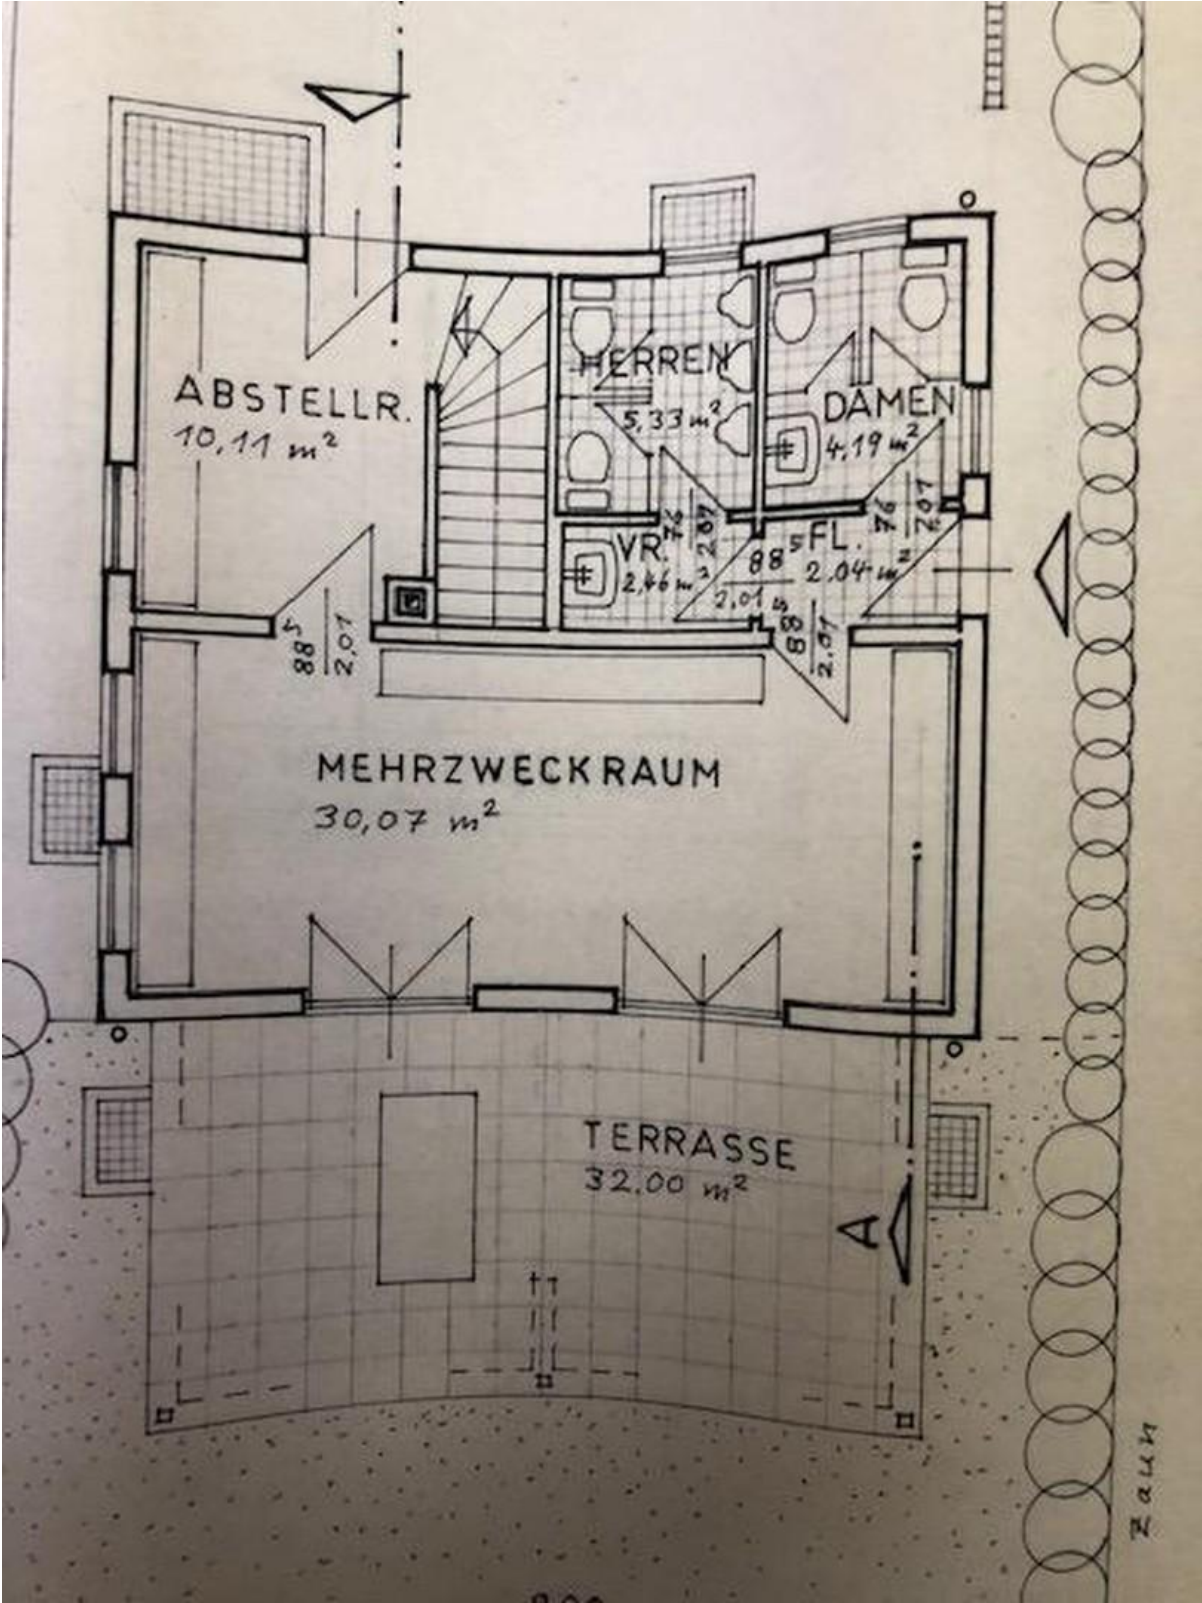 HERREN
5,33 m²
ABSTELLR.
10,11 m²
DAMEN
4,19 m²
76
2,01
76
2,01
VR.
2,46 m²
88⁵
2,01
FL.
2.04 m²
88⁵
2,01
88⁵
2,01
MEHRZWECKRAUM
30,07 m²
TERRASSE
32.00 m²
A
Zaun